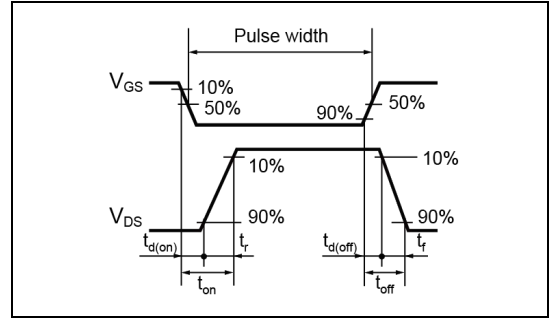 Pulse width
VGS
10%
50%
90%
50%
10%
10%
VDS
90%
90%
td(on)
tr
td(off)
tf
ton
toff